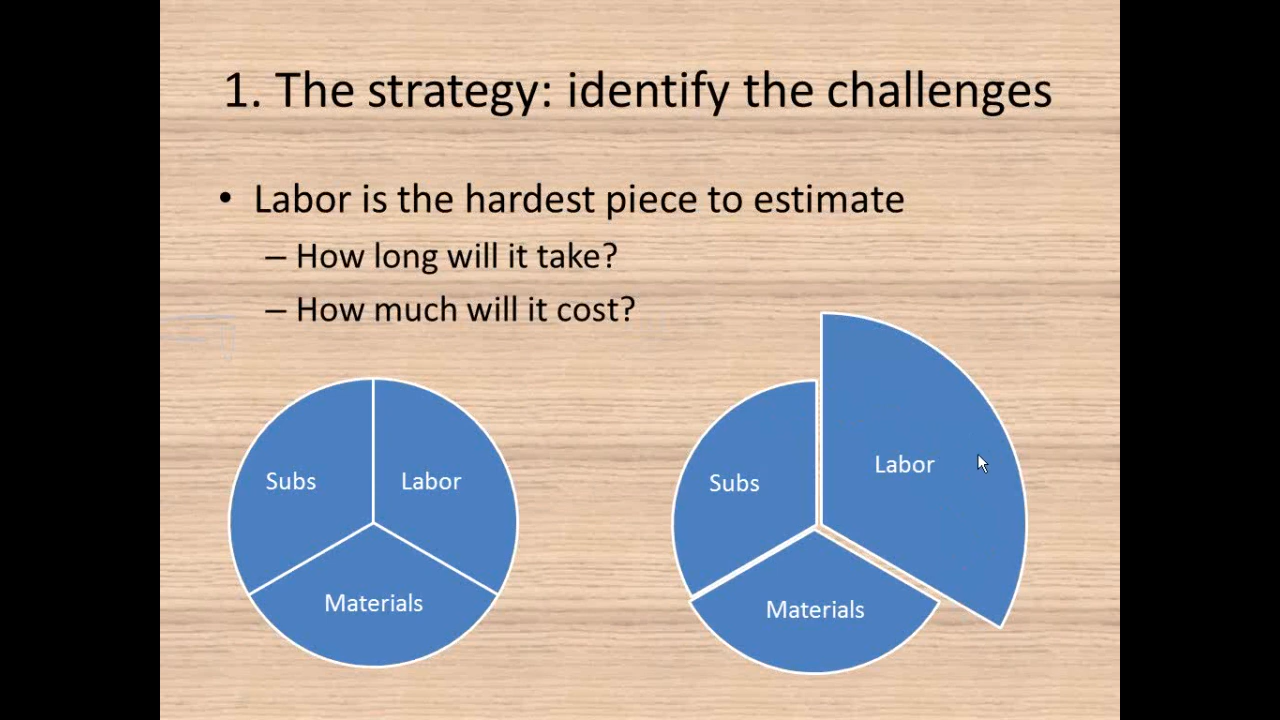 1. The strategy: identify the challenges
• Labor is the hardest piece to estimate
– How long will it take?
– How much will it cost?
Subs
Labor
Materials
Subs
Labor
Materials